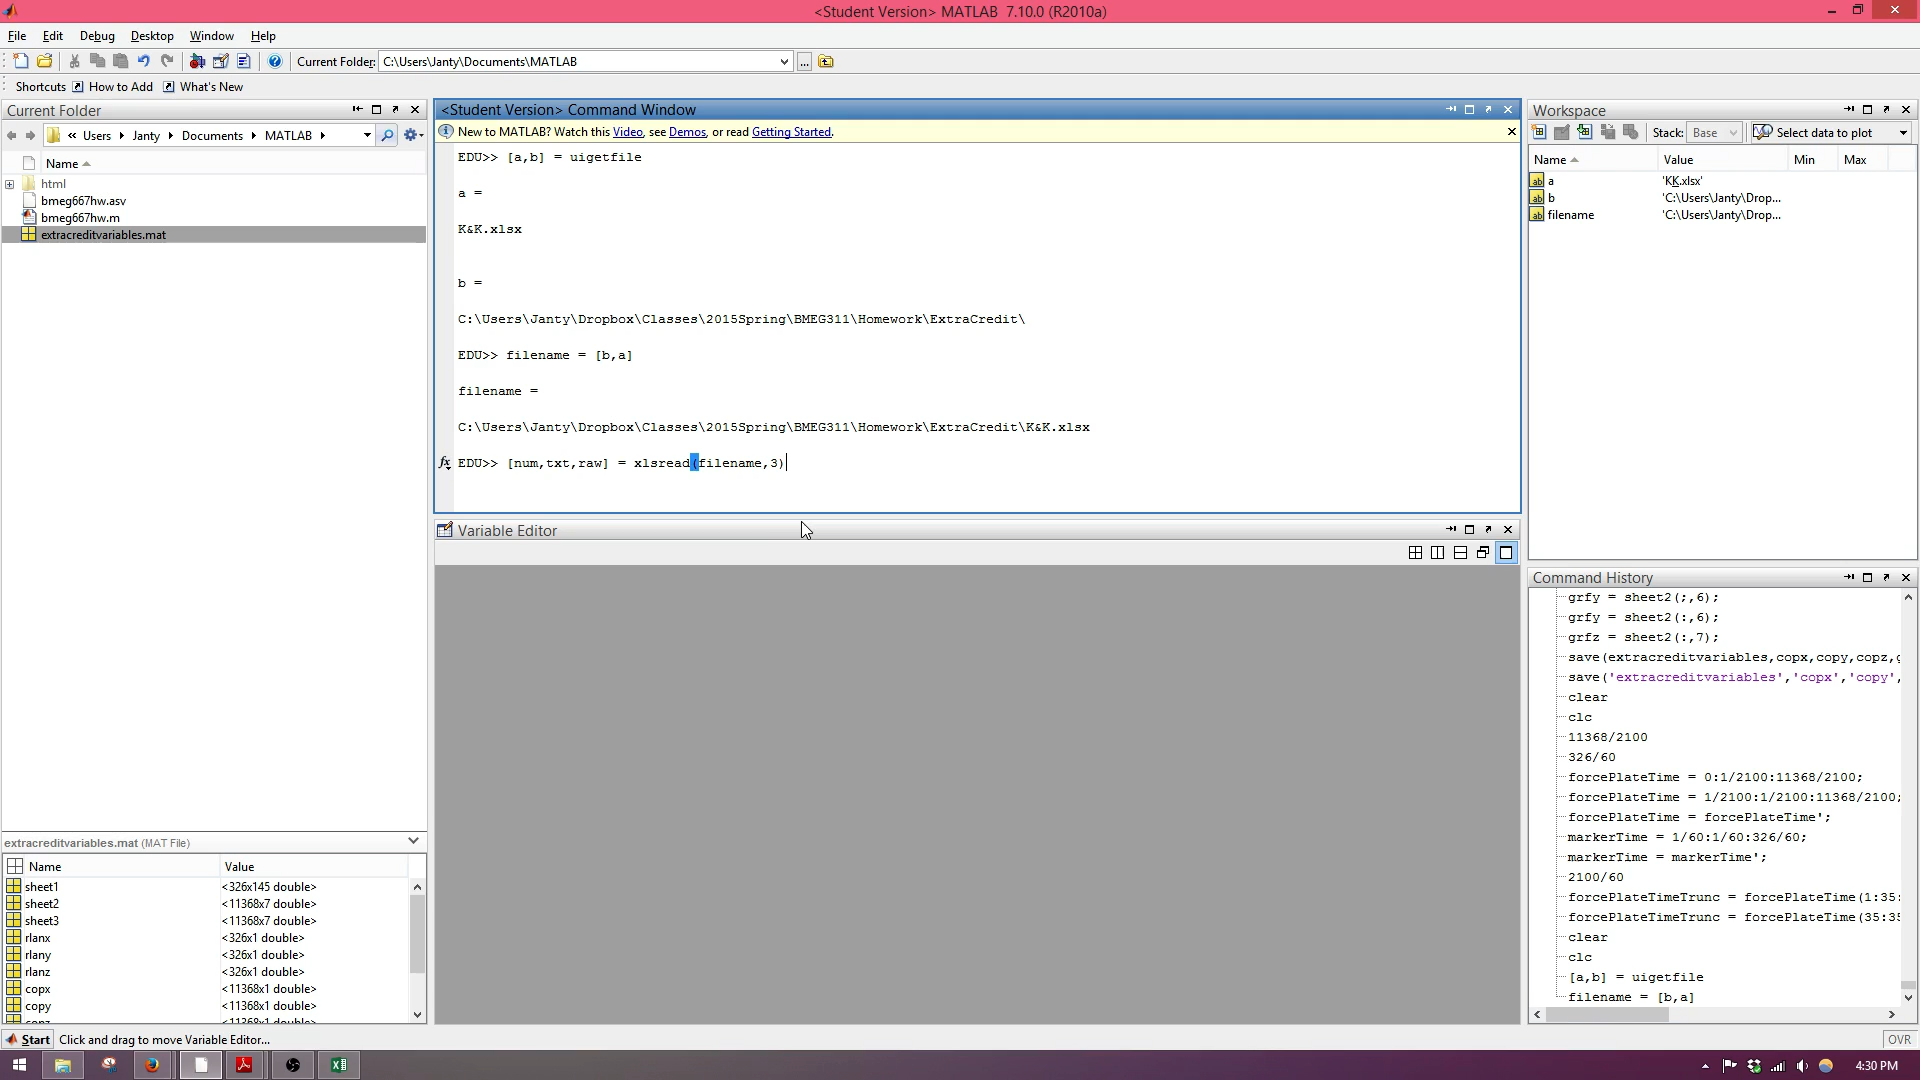 <Student Version> MATLAB 7.10.0 (R2010a)
File Edit Debug Desktop Window Help
Current Folder: C:\Users\Janty\Documents\MATLAB
Shortcuts How to Add What's New
Current Folder
« Users Janty Documents MATLAB
Name
html
bmeg667hw.asv
bmeg667hw.m
extracreditvariables.mat
extracreditvariables.mat (MAT File)
Name Value
sheet1 <326x145 double>
sheet2 <11368x7 double>
sheet3 <11368x7 double>
rlanx <326x1 double>
rlany <326x1 double>
rlanz <326x1 double>
copx <11368x1 double>
copy <11368x1 double>
<Student Version> Command Window
New to MATLAB? Watch this Video, see Demos, or read Getting Started.
EDU>> [a,b] = uigetfile
a =
K&K.xlsx
b =
C:\Users\Janty\Dropbox\Classes\2015Spring\BMEG311\Homework\ExtraCredit\
EDU>> filename = [b,a]
filename =
C:\Users\Janty\Dropbox\Classes\2015Spring\BMEG311\Homework\ExtraCredit\K&K.xlsx
fx EDU>> [num,txt,raw] = xlsread(filename,3)
Variable Editor
Workspace
Stack: Base Select data to plot
Name Value Min Max
a 'KK.xlsx'
b 'C:\Users\Janty\Drop...
filename 'C:\Users\Janty\Drop...
Command History
grfy = sheet2(;,6);
grfy = sheet2(:,6);
grfz = sheet2(:,7);
save(extracreditvariables,copx,copy,copz,g
save('extracreditvariables','copx','copy',
clear
clc
11368/2100
326/60
forcePlateTime = 0:1/2100:11368/2100;
forcePlateTime = 1/2100:1/2100:11368/2100;
forcePlateTime = forcePlateTime';
markerTime = 1/60:1/60:326/60;
markerTime = markerTime';
2100/60
forcePlateTimeTrunc = forcePlateTime(1:35:
forcePlateTimeTrunc = forcePlateTime(35:35
clear
clc
[a,b] = uigetfile
filename = [b,a]
Start Click and drag to move Variable Editor...
OVR
4:30 PM